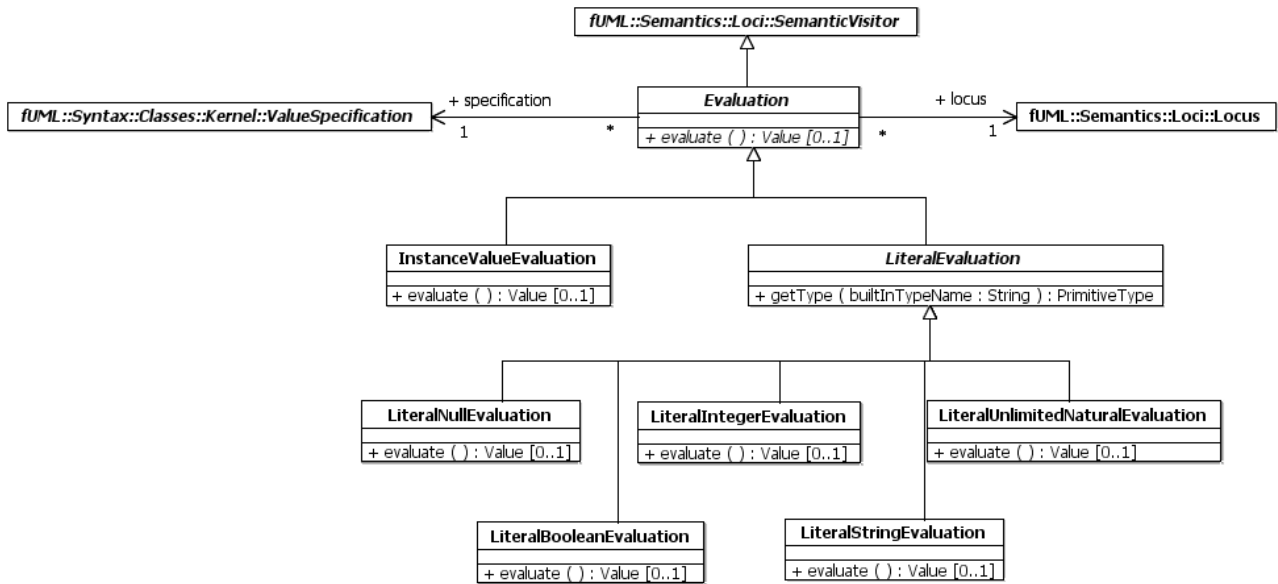 fUML::Semantics::Loci::SemanticVisitor
+ specification
Evaluation
+ locus
fUML::Syntax::Classes::Kernel::ValueSpecification
fUML::Semantics::Loci::Locus
1
*
+ evaluate ( ) : Value [0..1]
*
1
InstanceValueEvaluation
+ evaluate ( ) : Value [0..1]
LiteralEvaluation
+ getType ( builtInTypeName : String ) : PrimitiveType
LiteralNullEvaluation
+ evaluate ( ) : Value [0..1]
LiteralIntegerEvaluation
+ evaluate ( ) : Value [0..1]
LiteralUnlimitedNaturalEvaluation
+ evaluate ( ) : Value [0..1]
LiteralBooleanEvaluation
+ evaluate ( ) : Value [0..1]
LiteralStringEvaluation
+ evaluate ( ) : Value [0..1]